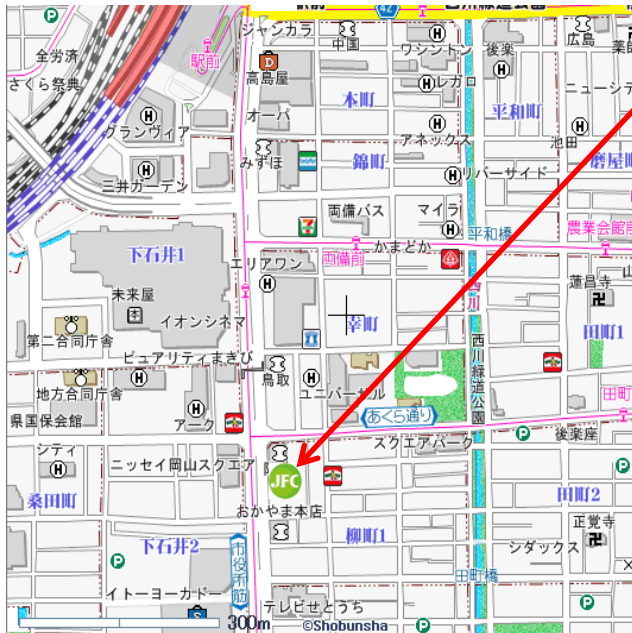 42
西川緑道公園
ジャンカラ
中国
ワシントン
後楽
広島
全労済
さくら祭典
駅前
高島屋
レガロ
本町
平和町
ニューシテ
グランヴィア
オーパ
アネックス
池田
みずほ
錦町
磨屋町
三井ガーデン
リバーサイド
両備バス
マイラ
平和橋
農業会館前
下石井1
エリアワン
両備前
かまどか
西川
蓮昌寺
未来屋
本
イオンシネマ
幸町
田町1
第二合同庁舎
ピュアリティまきび
鳥取
西川緑道公園
地方合同庁舎
ユニバーサル
県国保会館
アーク
あくら通り
田町
シティ
ニッセイ岡山スクエア
スクエアパーク
後楽座
JFC
桑田町
おかやま本店
田町2
下石井2
柳町1
正覚寺
シダックス
市役所筋
田町橋
イトーヨーカドー
テレビせとうち
300m
©Shobunsha